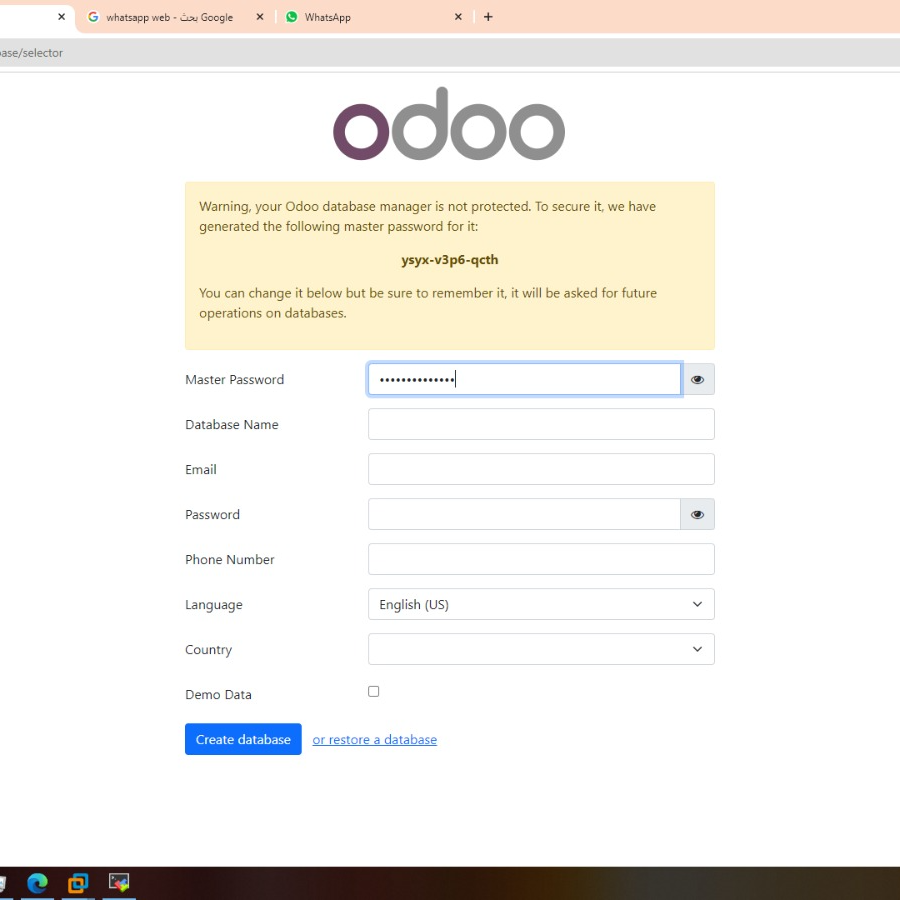 whatsapp web - بحث Google
WhatsApp
ase/selector
odoo
Warning, your Odoo database manager is not protected. To secure it, we have
generated the following master password for it:
ysyx-v3p6-qcth
You can change it below but be sure to remember it, it will be asked for future
operations on databases.
Master Password ••••••••••••••
Database Name
Email
Password
Phone Number
Language English (US)
Country
Demo Data
Create database or restore a database